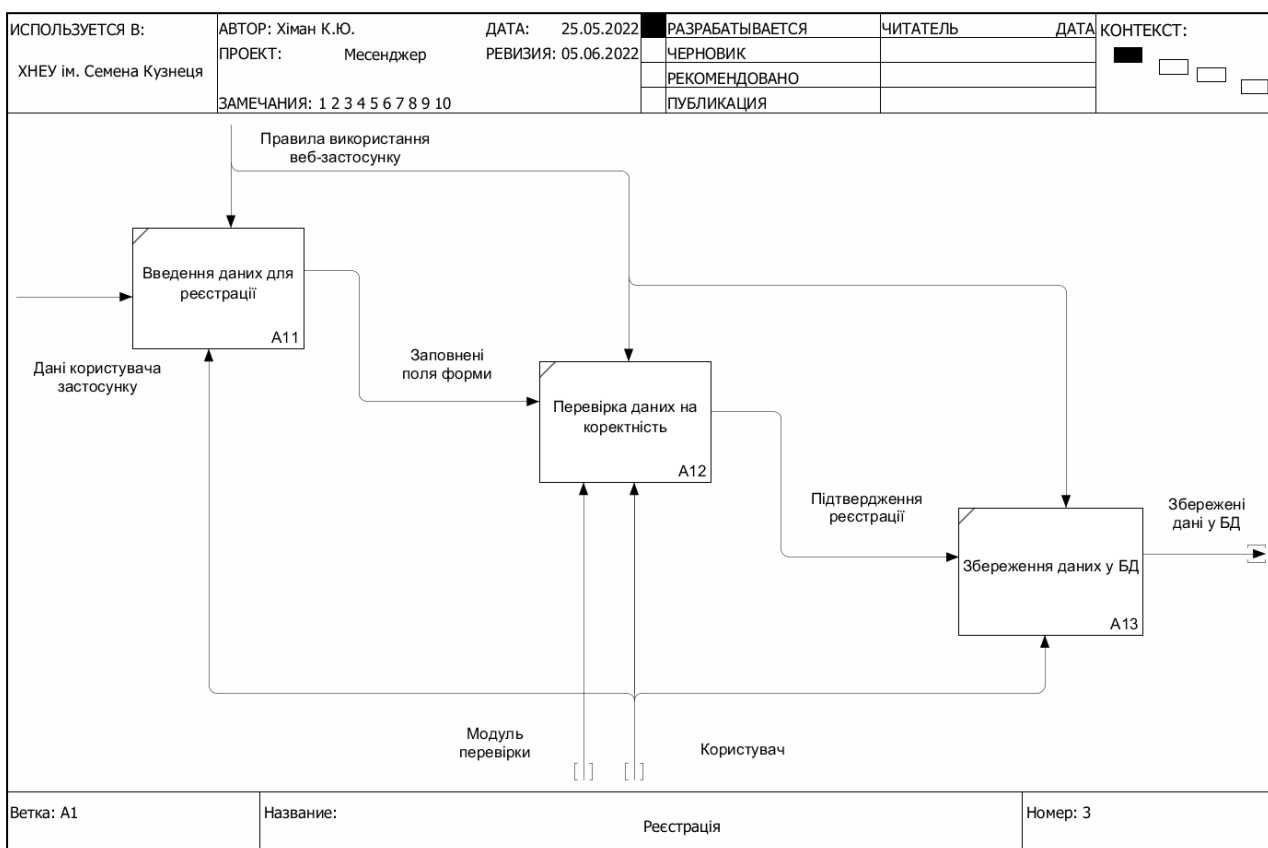 ИСПОЛЬЗУЕТСЯ В:
ХНЕУ ім. Семена Кузнеця
АВТОР: Хіман К.Ю.
ДАТА: 25.05.2022
ПРОЕКТ: Месенджер
РЕВИЗИЯ: 05.06.2022
ЗАМЕЧАНИЯ: 1 2 3 4 5 6 7 8 9 10
РАЗРАБАТЫВАЕТСЯ
ЧЕРНОВИК
РЕКОМЕНДОВАНО
ПУБЛИКАЦИЯ
ЧИТАТЕЛЬ
ДАТА
КОНТЕКСТ:
Правила використання
веб-застосунку
Введення даних для
реєстрації
A11
Дані користувача
застосунку
Заповнені
поля форми
Перевірка даних на
коректність
A12
Підтвердження
реєстрації
Збережені
дані у БД
Збереження даних у БД
A13
Модуль
перевірки
Користувач
Ветка: A1
Название:
Реєстрація
Номер: 3